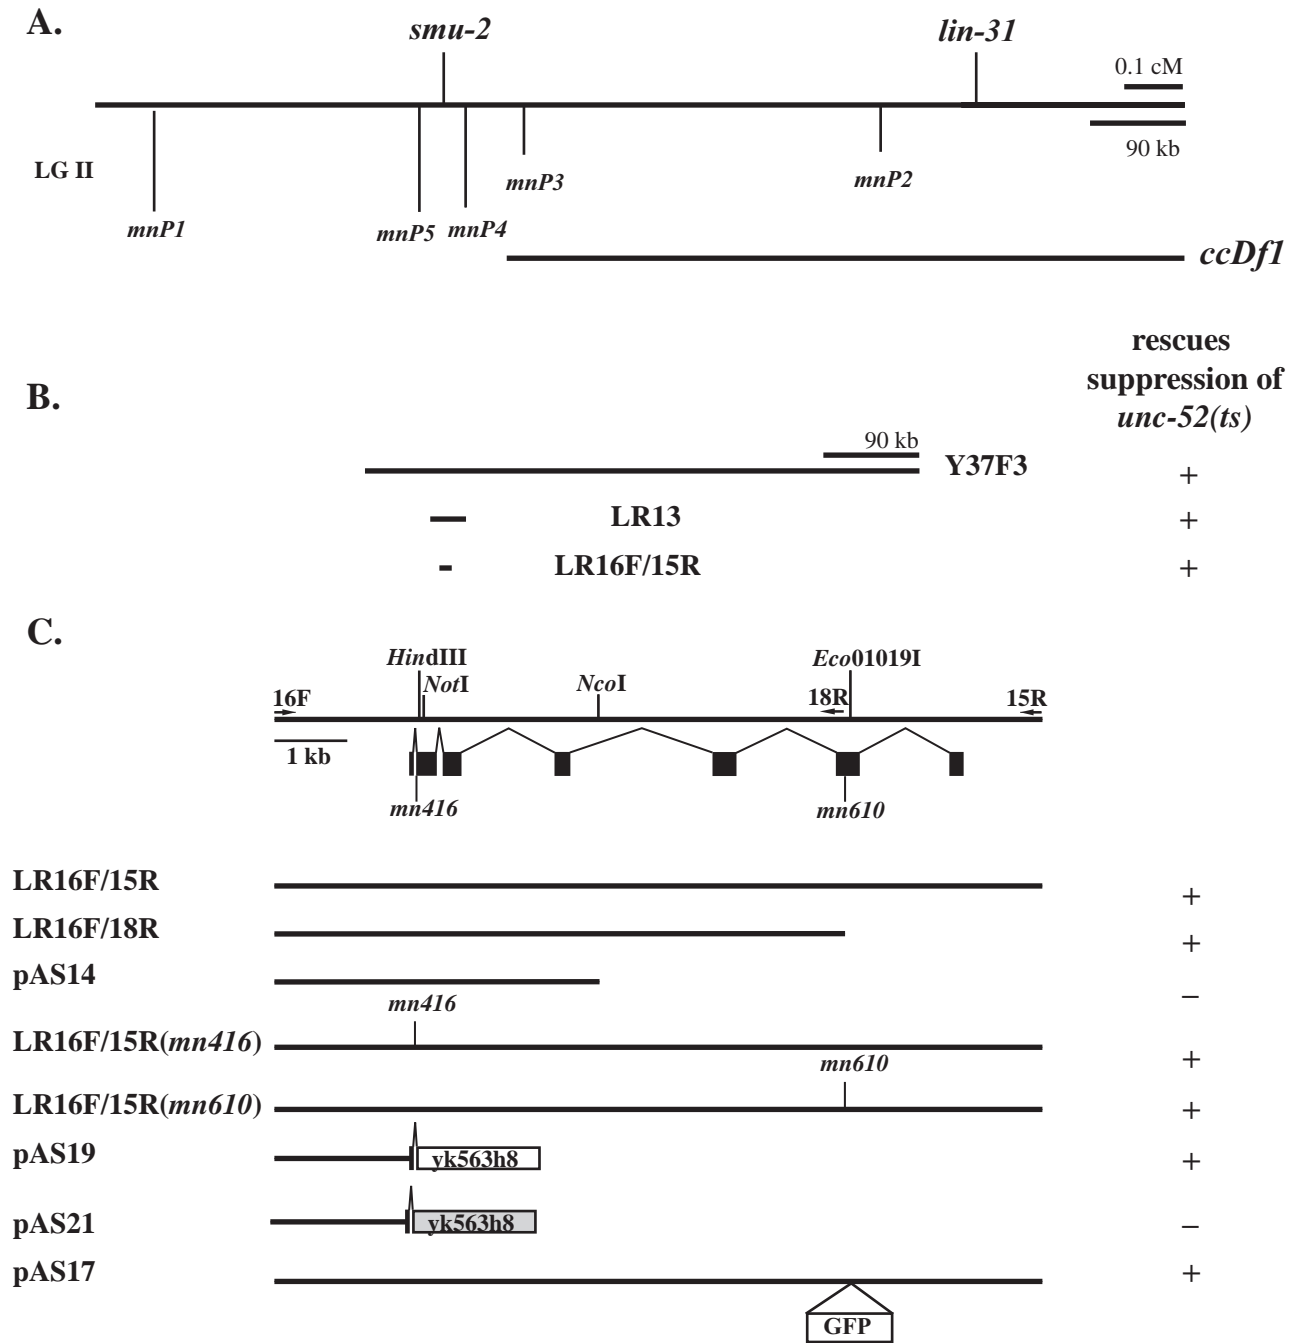 A.
smu-2
lin-31
0.1 cM
90 kb
LG II
mnP1
mnP5
mnP4
mnP3
mnP2
ccDf1
rescues
suppression of
unc-52(ts)
B.
90 kb
Y37F3
+
LR13
+
LR16F/15R
+
C.
HindIII
NotI
NcoI
Eco01019I
16F
18R
15R
1 kb
mn416
mn610
LR16F/15R
+
LR16F/18R
+
pAS14
–
mn416
LR16F/15R(mn416)
+
mn610
LR16F/15R(mn610)
+
pAS19
yk563h8
+
pAS21
yk563h8
–
pAS17
+
GFP